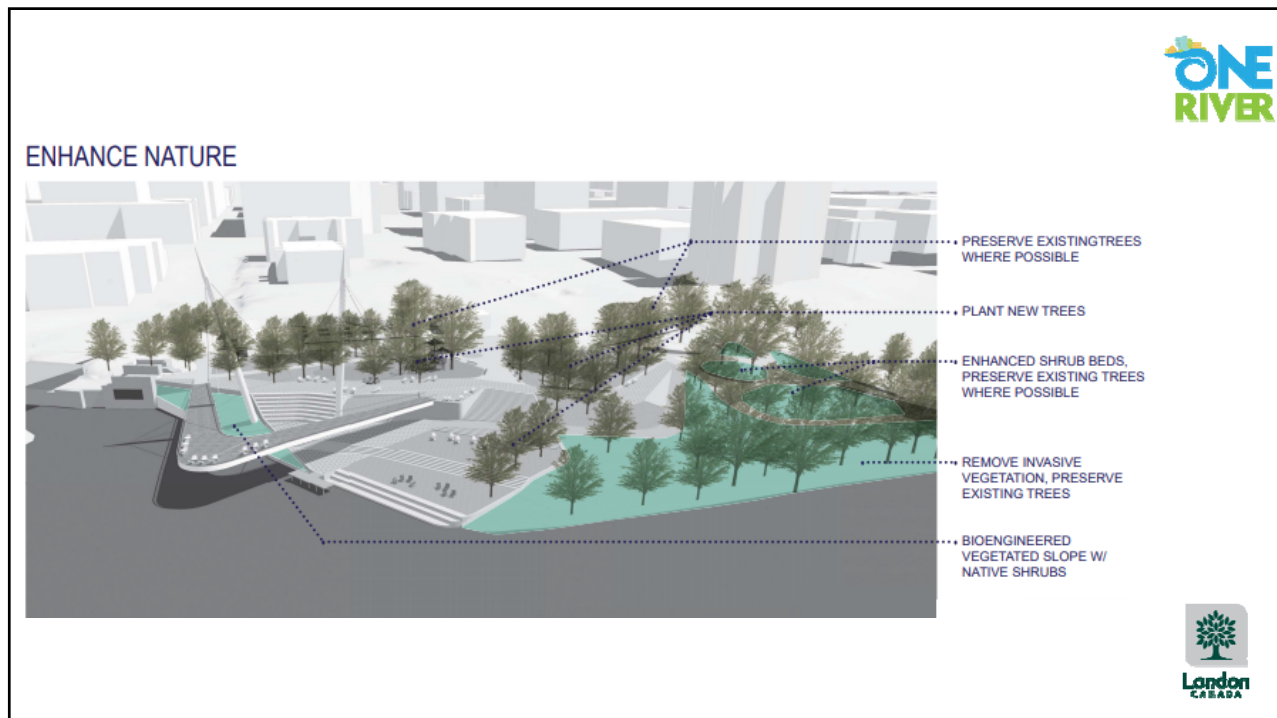 ONE
RIVER
ENHANCE NATURE
PRESERVE EXISTINGTREES
WHERE POSSIBLE
PLANT NEW TREES
ENHANCED SHRUB BEDS,
PRESERVE EXISTING TREES
WHERE POSSIBLE
REMOVE INVASIVE
VEGETATION, PRESERVE
EXISTING TREES
BIOENGINEERED
VEGETATED SLOPE W/
NATIVE SHRUBS
London
CANADA